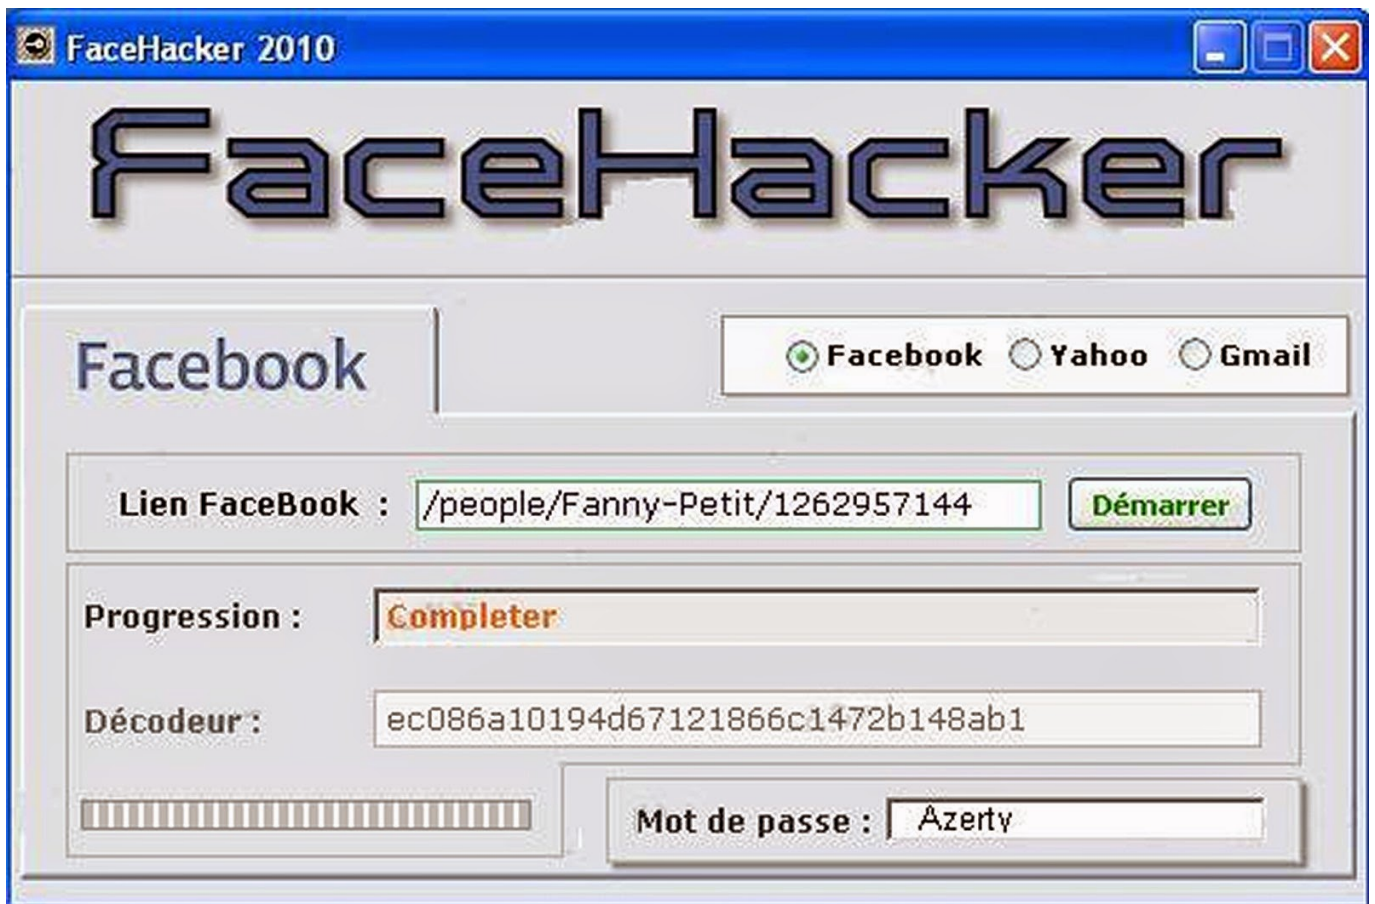 FaceHacker 2010
FaceHacker
Facebook
Facebook Yahoo Gmail
Lien FaceBook : /people/Fanny-Petit/1262957144 Démarrer
Progression : Completer
Décodeur : ec086a10194d67121866c1472b148ab1
Mot de passe : Azerty